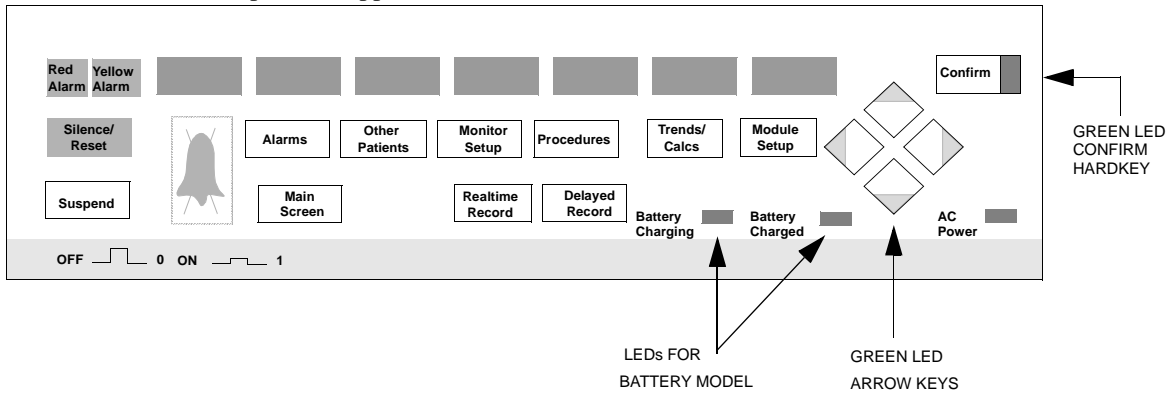 Red
Alarm
Yellow
Alarm
Confirm
Silence/
Reset
Alarms
Other
Patients
Monitor
Setup
Procedures
Trends/
Calcs
Module
Setup
GREEN LED
CONFIRM
HARDKEY
Suspend
Main
Screen
Realtime
Record
Delayed
Record
Battery
Charging
Battery
Charged
AC
Power
OFF 0 ON 1
LEDs FOR
BATTERY MODEL
GREEN LED
ARROW KEYS